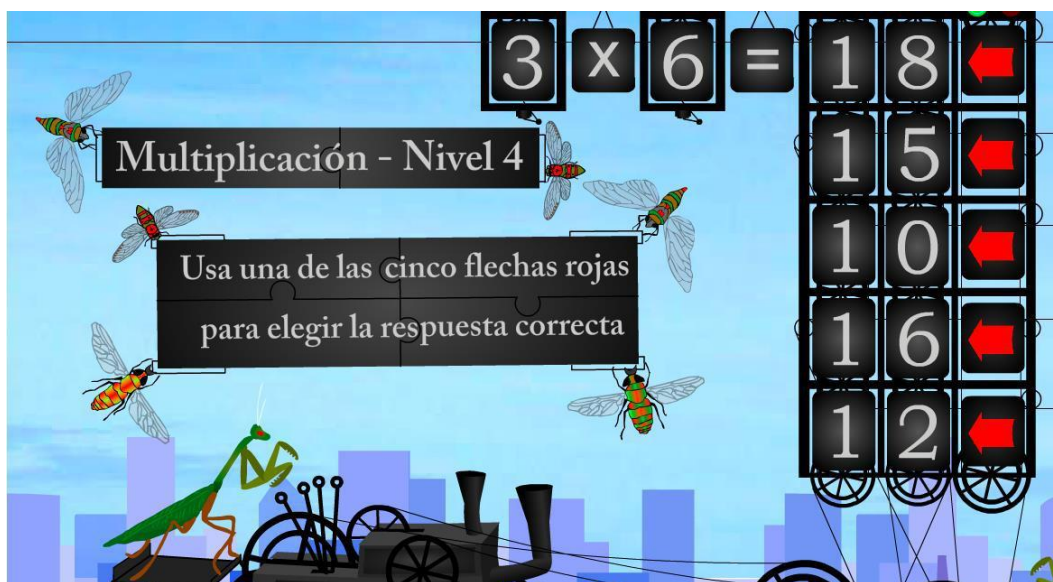 3 x 6 = 18
15
Multiplicación - Nivel 4
10
Usa una de las cinco flechas rojas
para elegir la respuesta correcta
16
12